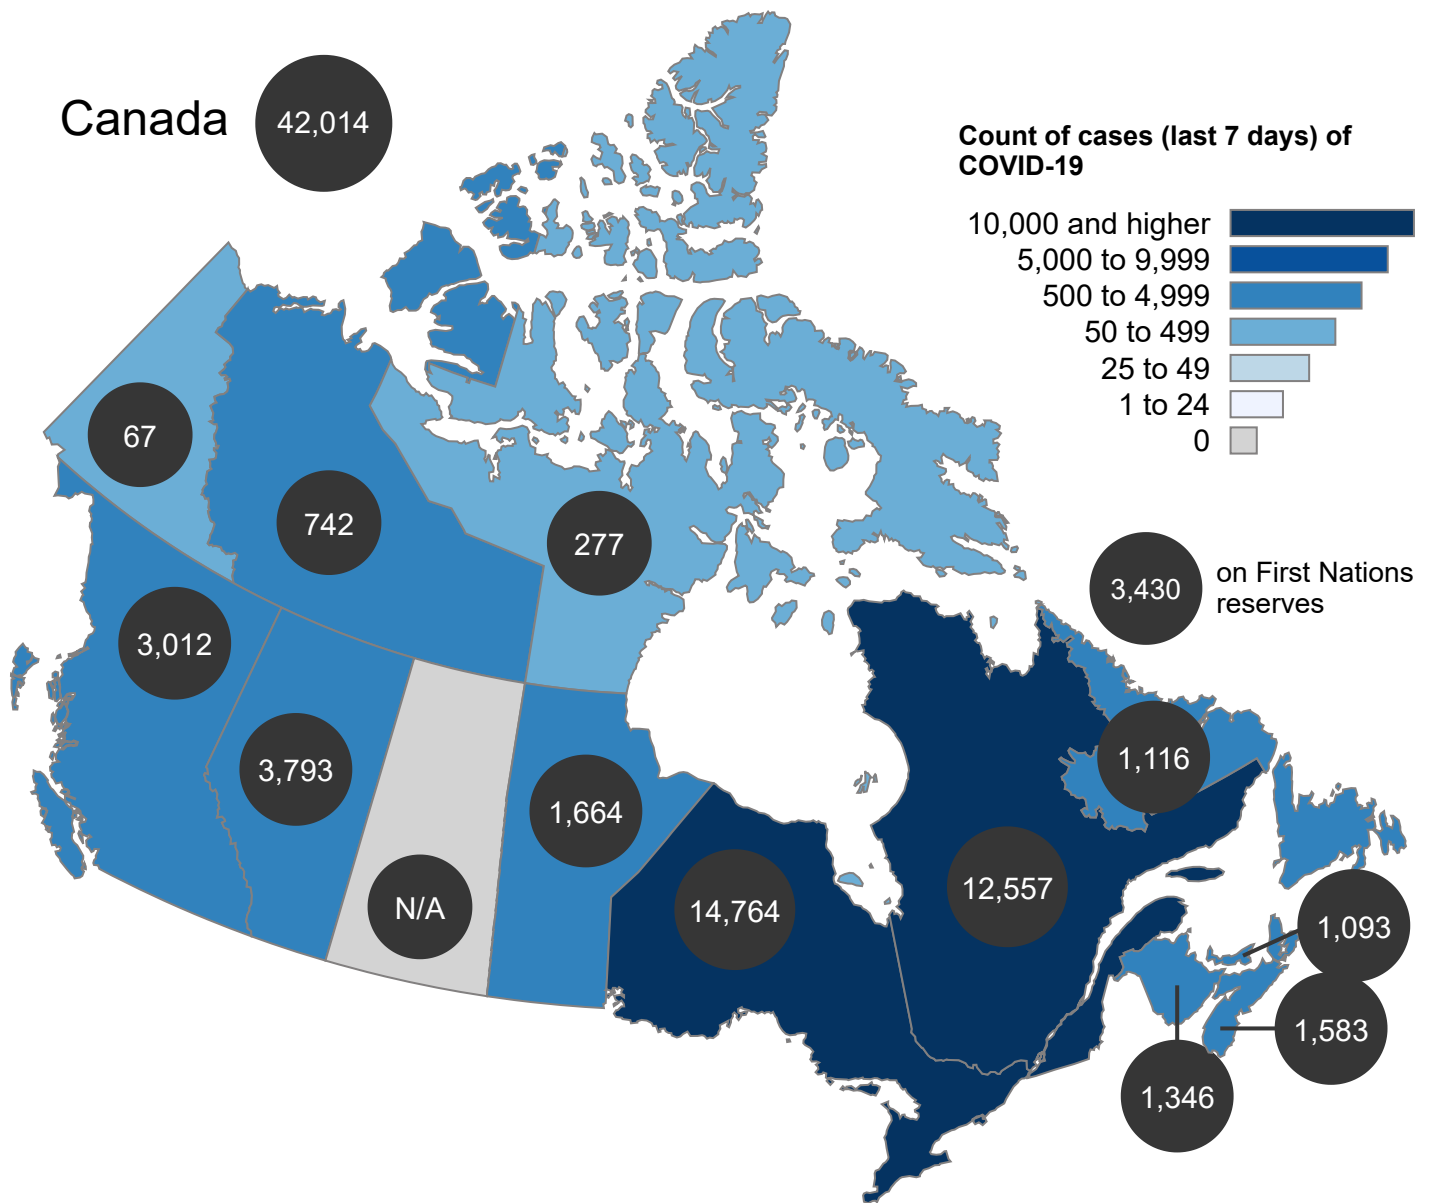 Canada
42,014
Count of cases (last 7 days) of
COVID-19
10,000 and higher
5,000 to 9,999
500 to 4,999
50 to 499
25 to 49
1 to 24
0
67
742
277
3,430
on First Nations
reserves
3,012
3,793
N/A
1,664
14,764
12,557
1,116
1,093
1,583
1,346